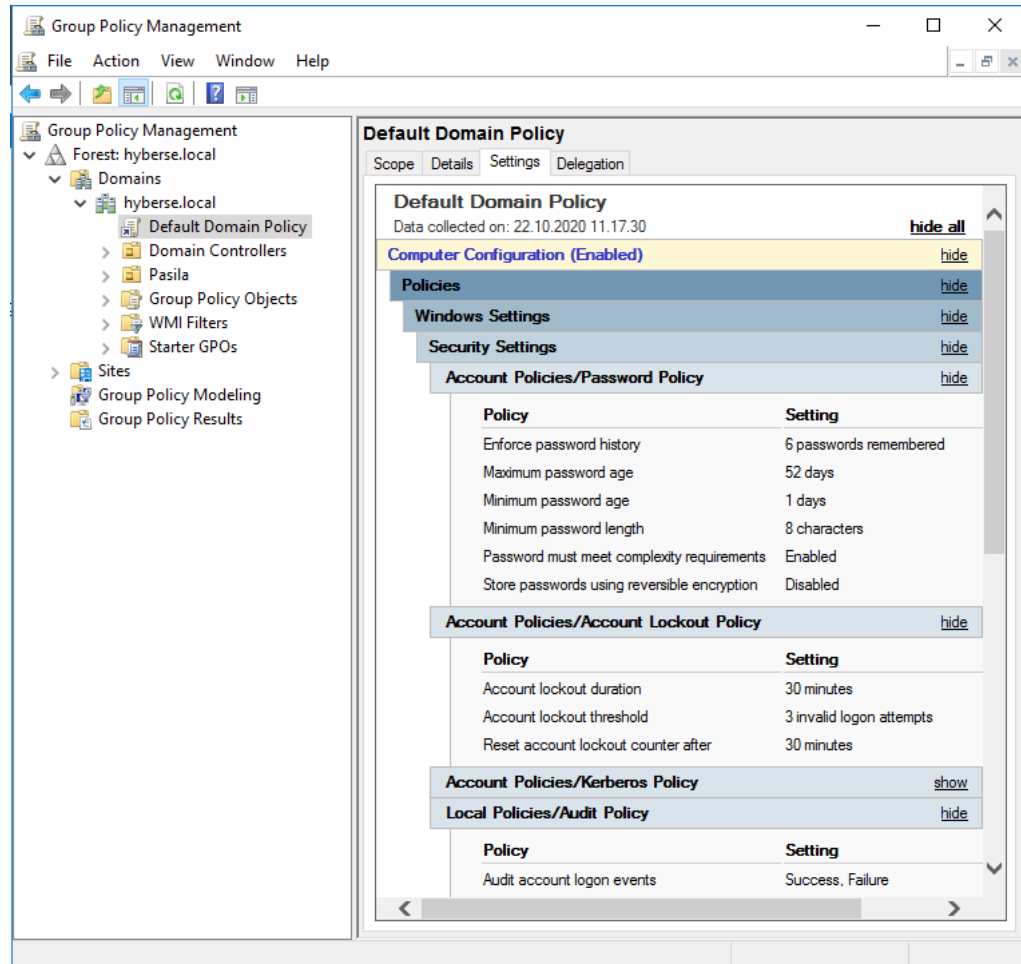 Group Policy Management
File Action View Window Help
Group Policy Management
Forest: hyberse.local
Domains
hyberse.local
Default Domain Policy
Domain Controllers
Pasila
Group Policy Objects
WMI Filters
Starter GPOs
Sites
Group Policy Modeling
Group Policy Results
Default Domain Policy
Scope Details Settings Delegation
Default Domain Policy
Data collected on: 22.10.2020 11.17.30 hide all
Computer Configuration (Enabled) hide
Policies hide
Windows Settings hide
Security Settings hide
Account Policies/Password Policy hide
Policy Setting
Enforce password history 6 passwords remembered
Maximum password age 52 days
Minimum password age 1 days
Minimum password length 8 characters
Password must meet complexity requirements Enabled
Store passwords using reversible encryption Disabled
Account Policies/Account Lockout Policy hide
Policy Setting
Account lockout duration 30 minutes
Account lockout threshold 3 invalid logon attempts
Reset account lockout counter after 30 minutes
Account Policies/Kerberos Policy show
Local Policies/Audit Policy hide
Policy Setting
Audit account logon events Success, Failure